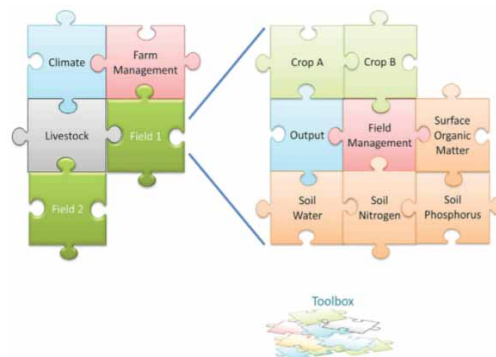 Climate
Farm
Management
Livestock
Field 1
Field 2
Crop A
Crop B
Output
Field
Management
Surface
Organic
Matter
Soil
Water
Soil
Nitrogen
Soil
Phosphorus
Toolbox